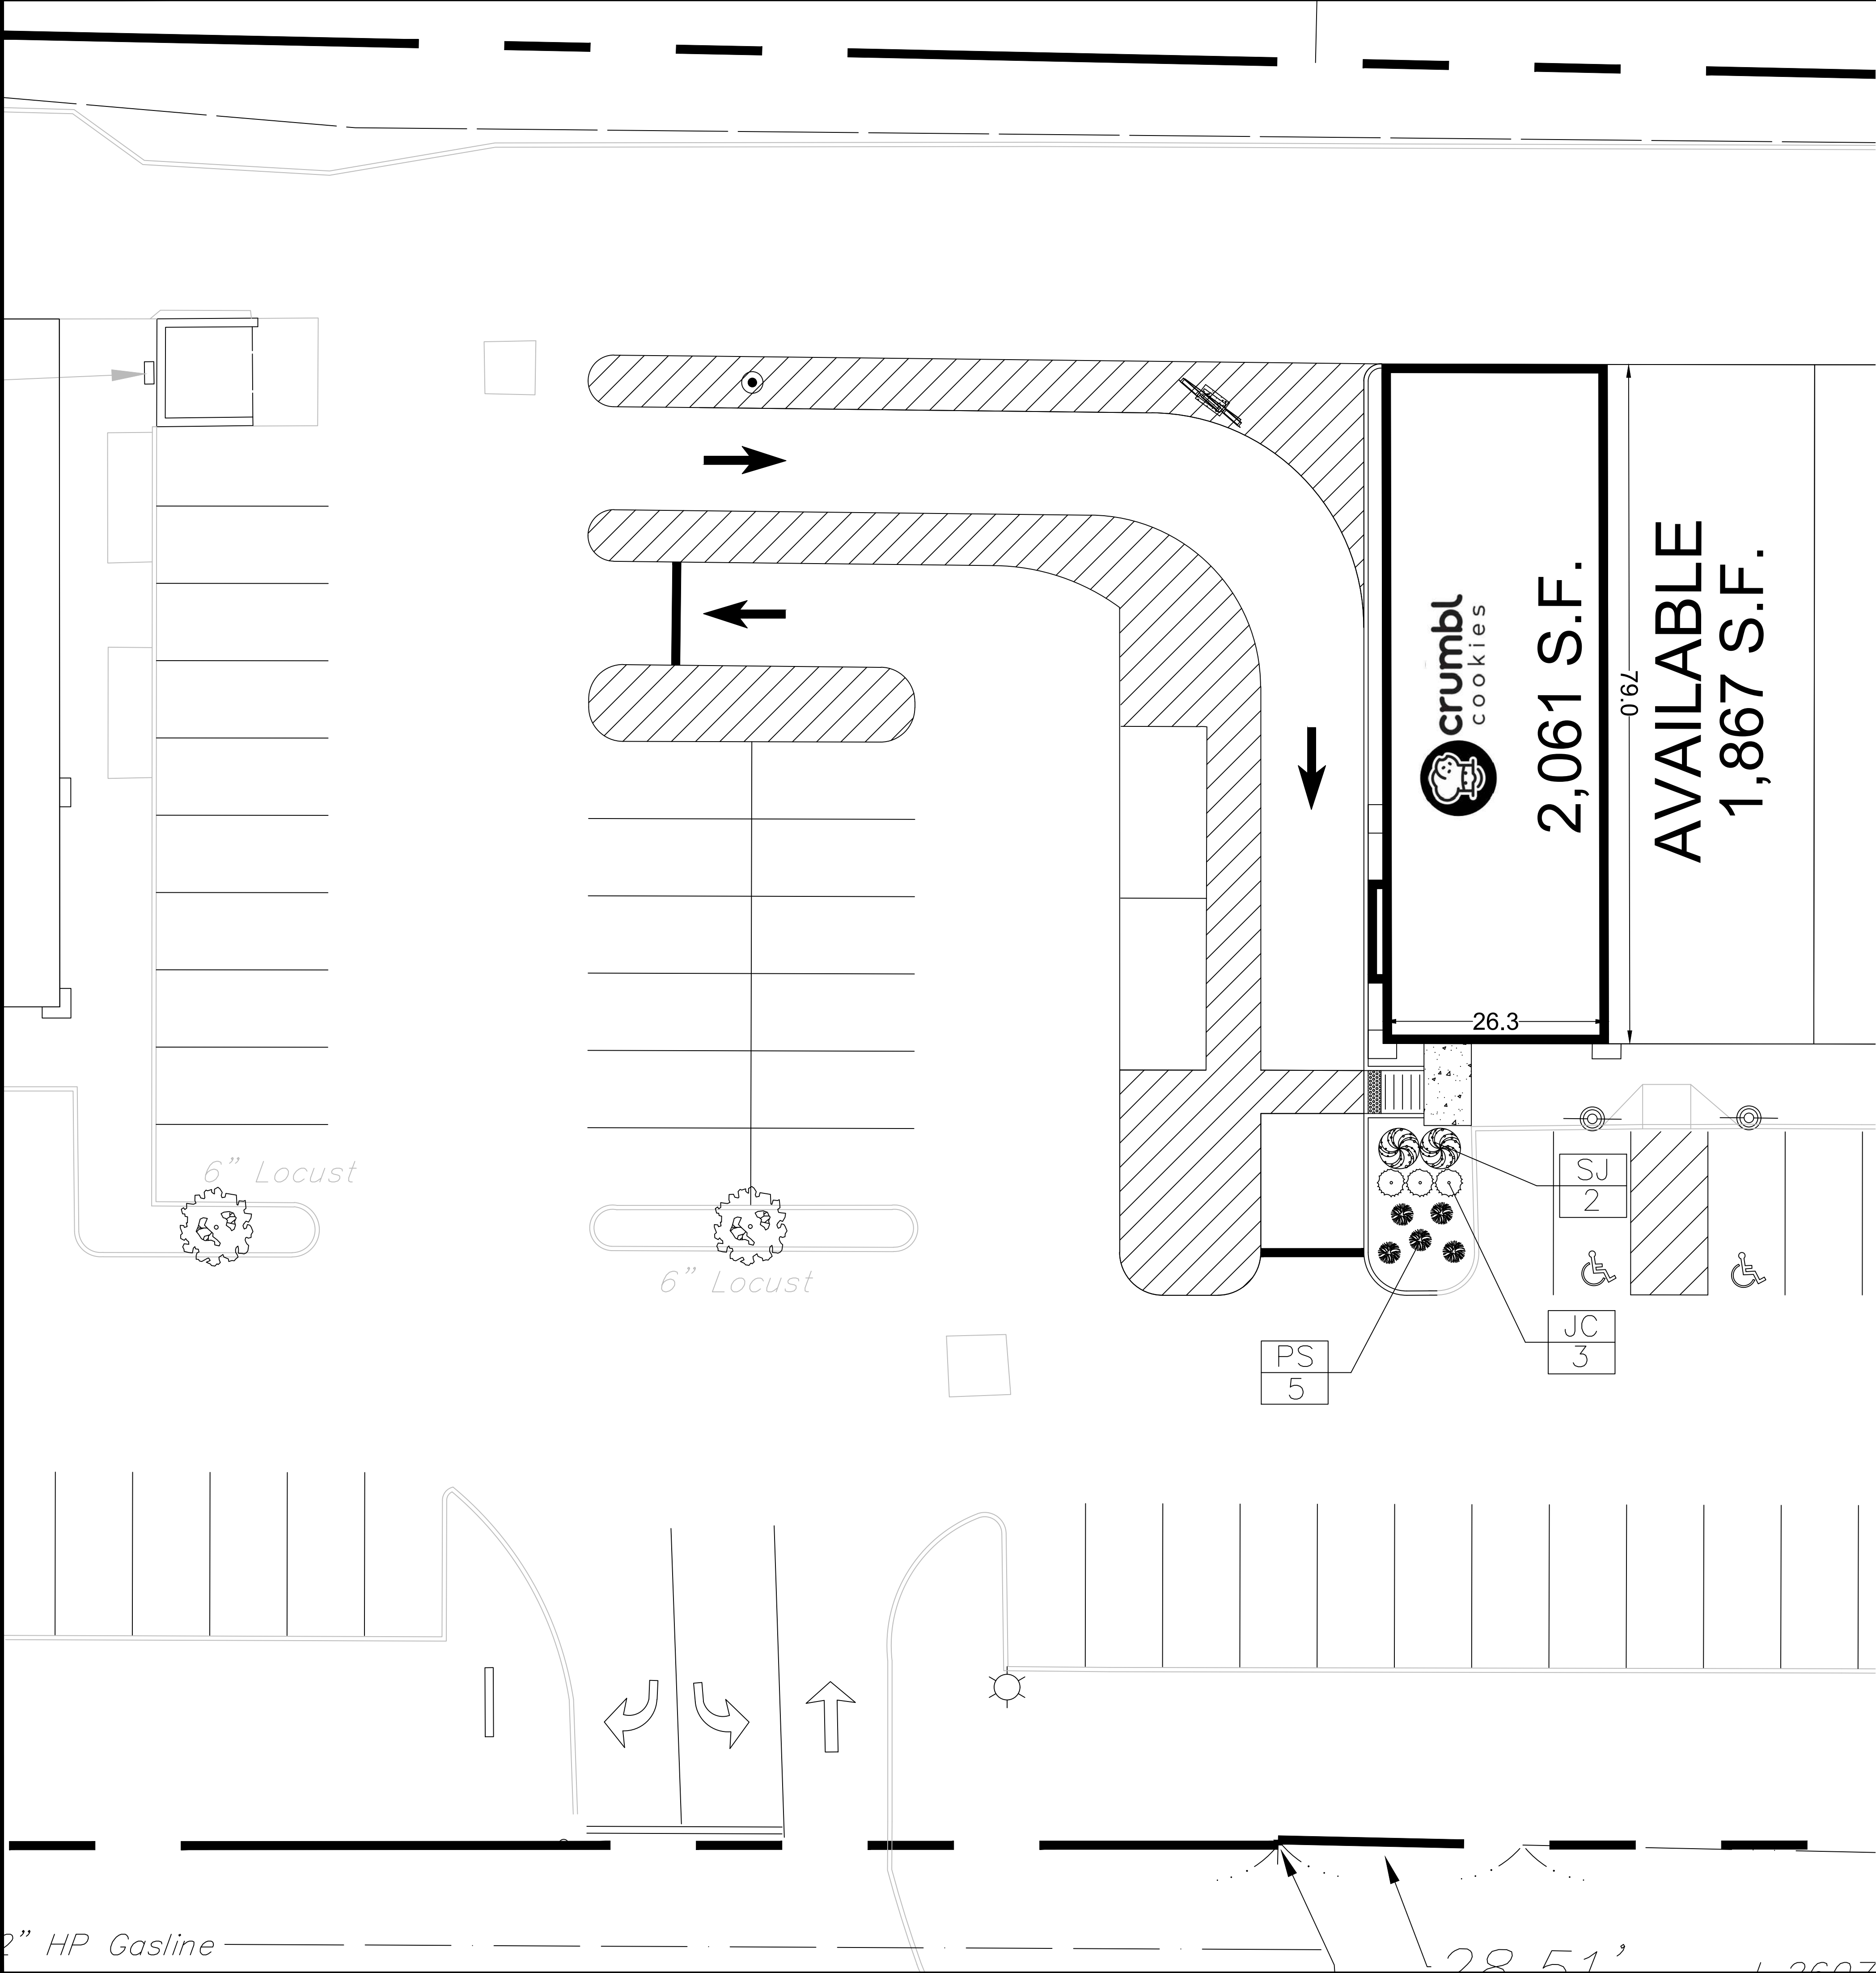 crumbl
cookies
2,061 S.F.
79.0
AVAILABLE
1,867 S.F.
26.3
6" Locust
SJ
2
6" Locust
JC
3
PS
5
2" HP Gasline
28.51'